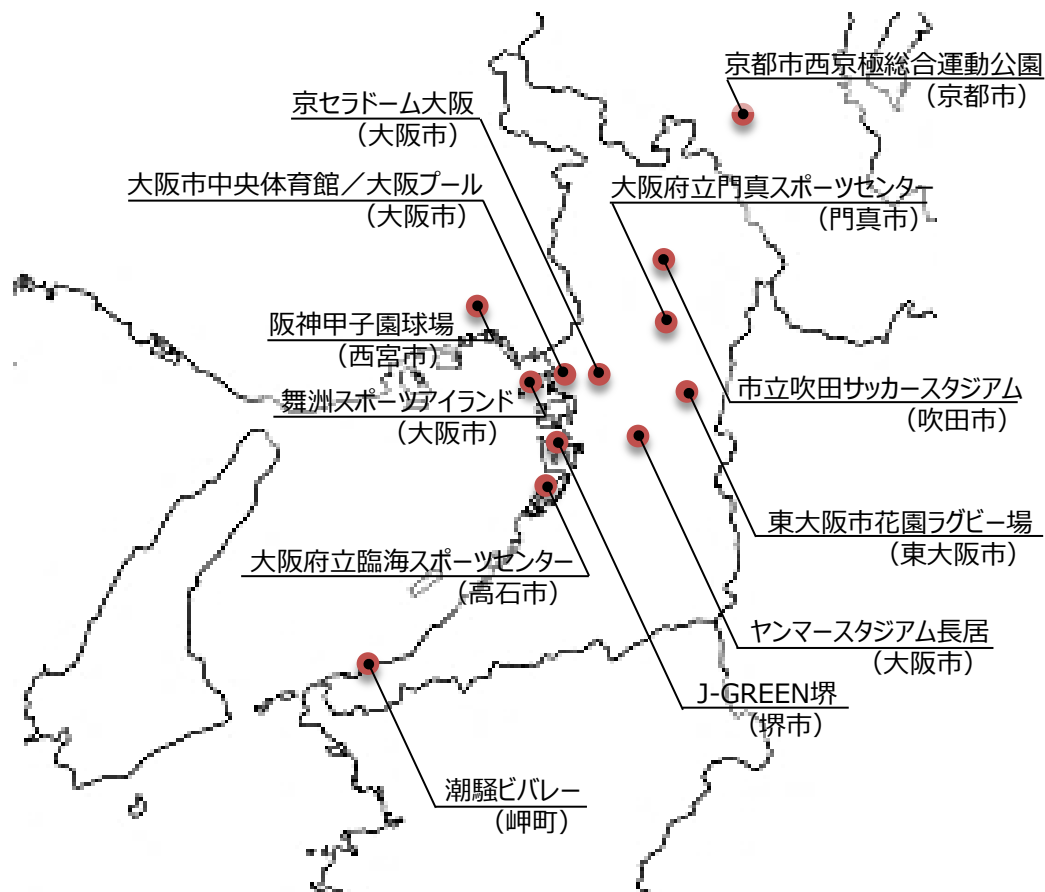 京都市西京極総合運動公園
（京都市）
京セラドーム大阪
（大阪市）
大阪市中央体育館／大阪プール
（大阪市）
大阪府立門真スポーツセンター
（門真市）
阪神甲子園球場
（西宮市）
舞洲スポーツアイランド
（大阪市）
市立吹田サッカースタジアム
（吹田市）
東大阪市花園ラグビー場
（東大阪市）
大阪府立臨海スポーツセンター
（高石市）
ヤンマースタジアム長居
（大阪市）
J-GREEN堺
（堺市）
潮騒ビバレー
（岬町）